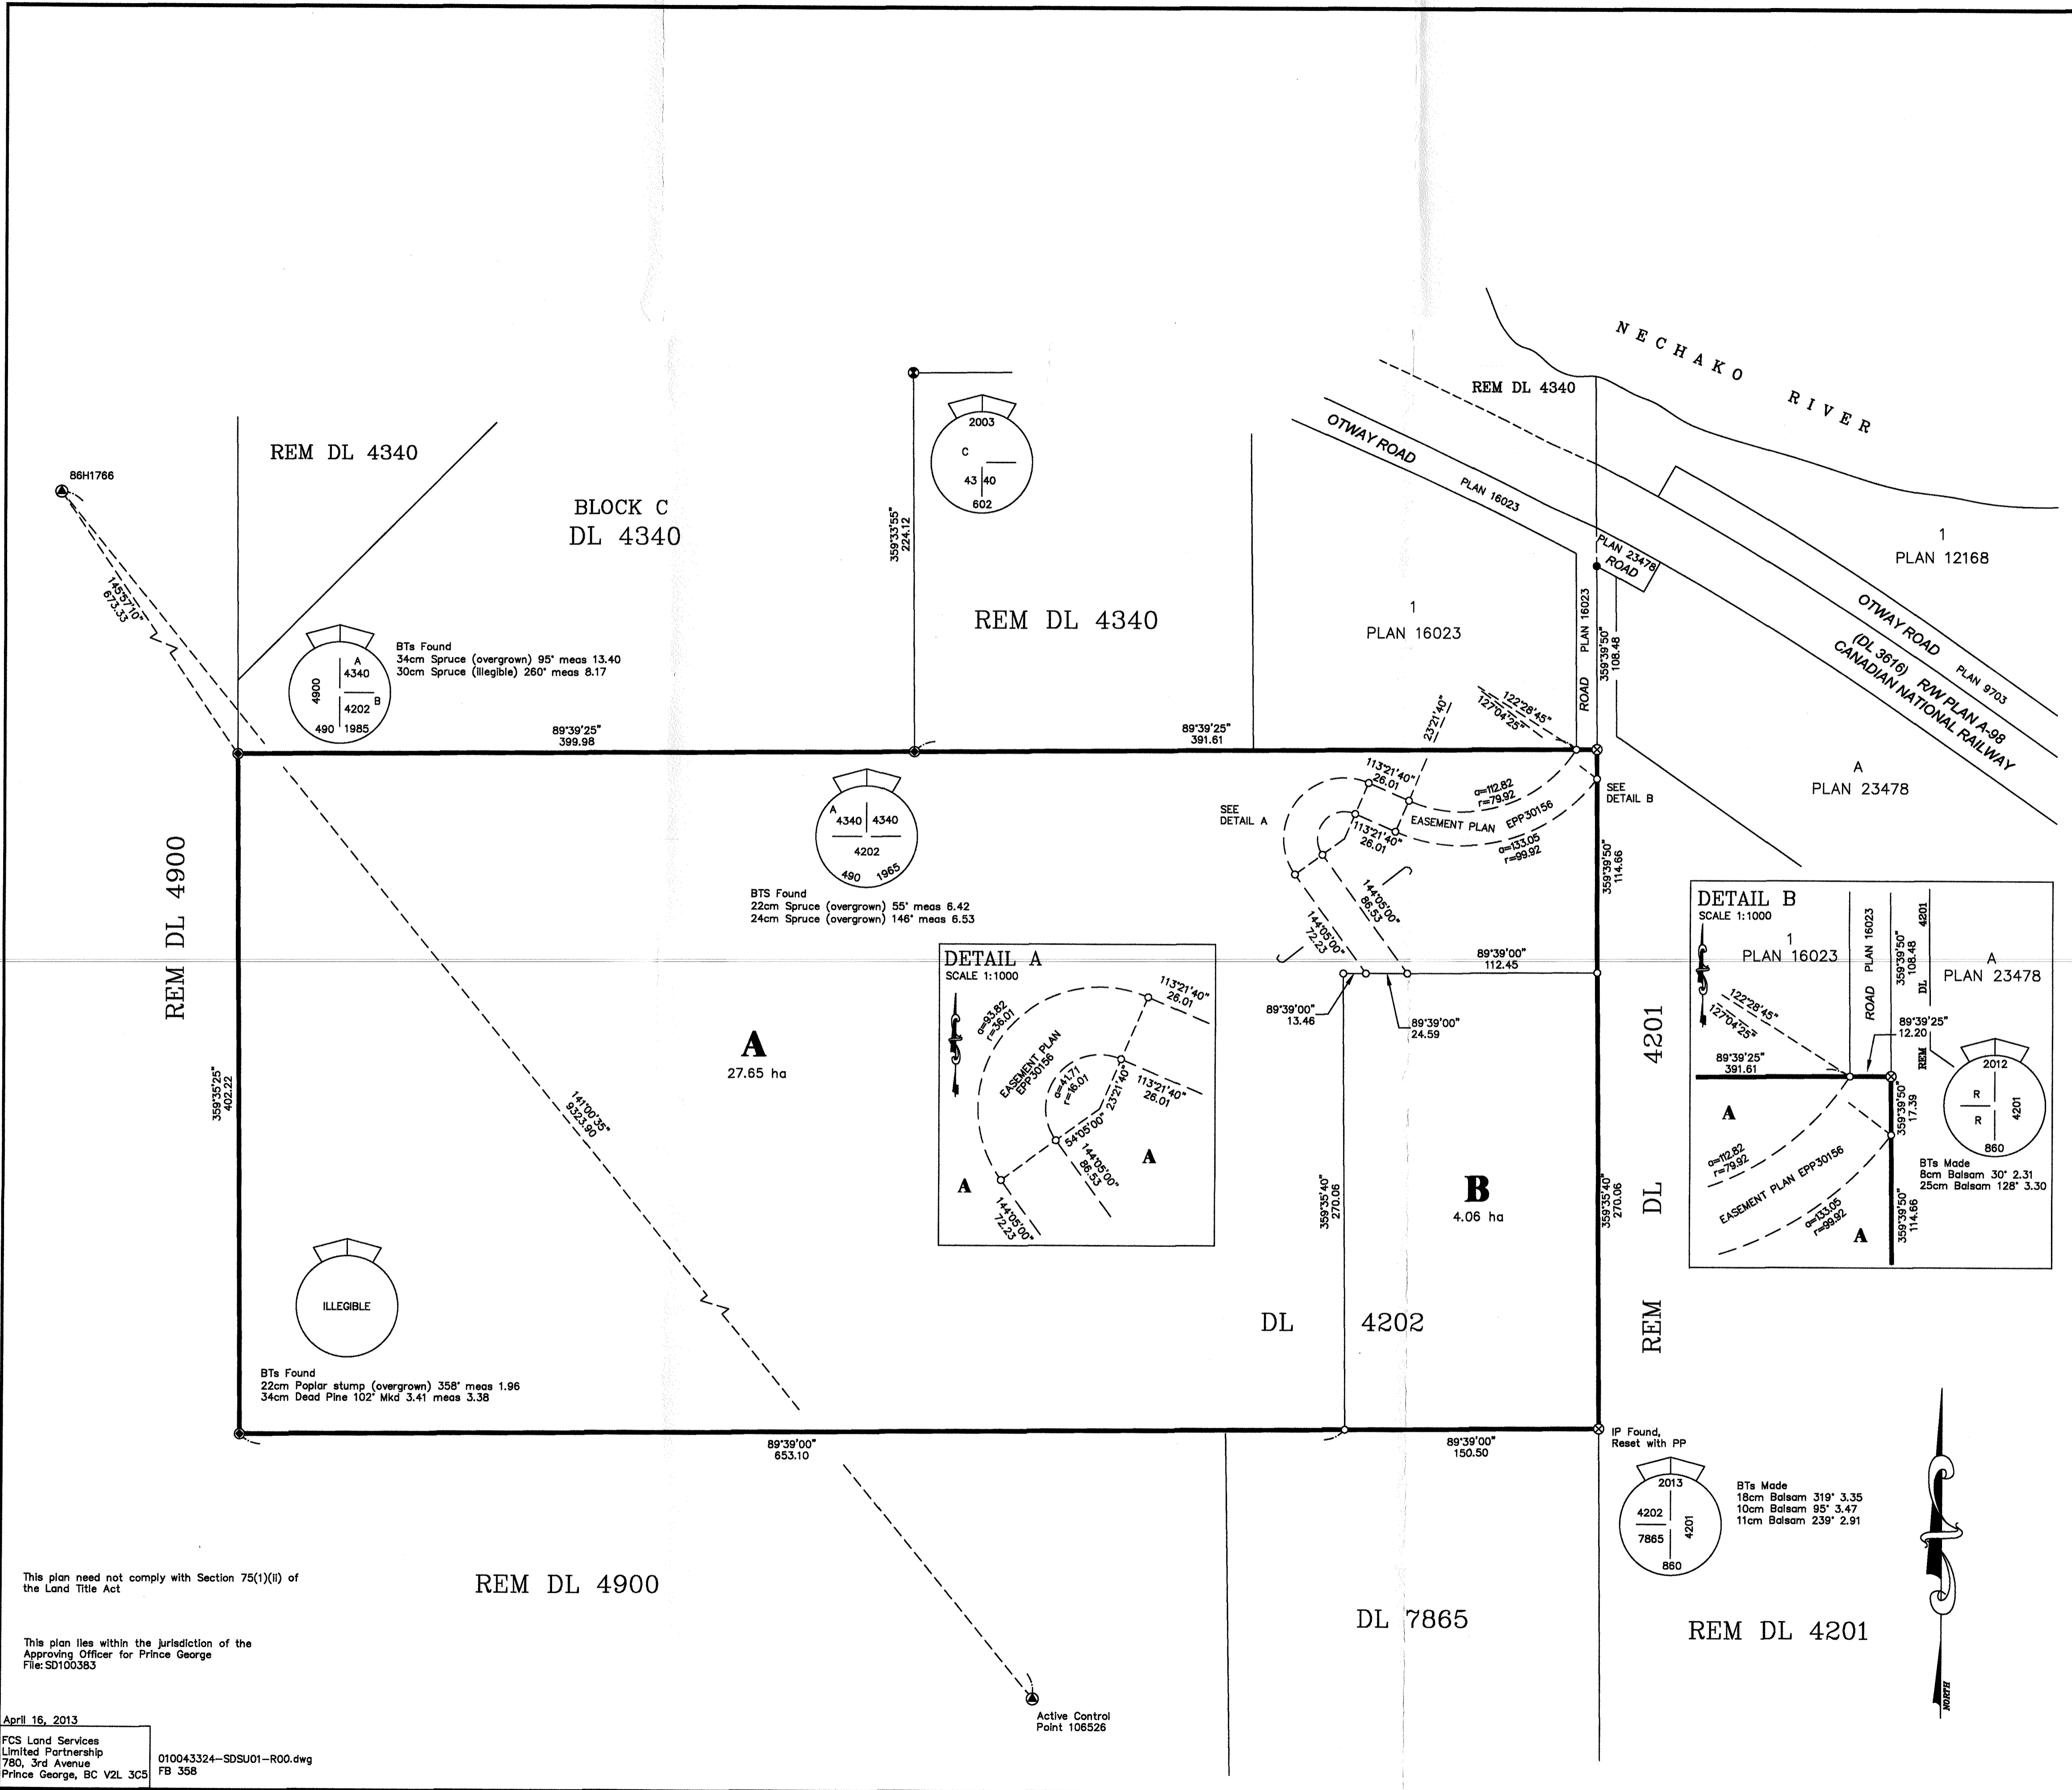 NECHAKO RIVER
REM DL 4340
OTWAY ROAD
PLAN 16023
86H1766
145°57'10"
673.33
REM DL 4340
BLOCK C
DL 4340
2003
C
43 40
602
359°33'55"
224.12
REM DL 4340
1
PLAN 16023
PLAN 23478
ROAD
ROAD PLAN 16023
359°39'50"
108.48
1
PLAN 12168
OTWAY ROAD PLAN 9703
(DL 3616) R/W PLAN A-98
CANADIAN NATIONAL RAILWAY
A
PLAN 23478
A
4340
4900
4202
B
490 1985
BTs Found
34cm Spruce (overgrown) 95° meas 13.40
30cm Spruce (illegible) 260° meas 8.17
89°39'25"
399.98
89°39'25"
391.61
23°21'40"
122°28'45"
127°04'25"
A
4340 4340
4202
490 1965
BTS Found
22cm Spruce (overgrown) 55° meas 6.42
24cm Spruce (overgrown) 146° meas 6.53
SEE
DETAIL A
113°21'40"
26.01
113°21'40"
26.01
a=112.82
r=79.92
EASEMENT PLAN EPP30156
a=133.05
r=99.92
SEE
DETAIL B
359°39'50"
114.66
144°05'00"
86.53
144°05'00"
72.23
89°39'00"
112.45
89°39'00"
13.46
89°39'00"
24.59
REM DL 4900
359°35'25"
402.22
A
27.65 ha
141°00'35"
9323.90
DETAIL A
SCALE 1:1000
113°21'40"
26.01
a=93.82
r=36.01
EASEMENT PLAN
EPP30156
a=41.71
r=16.01
23°21'40"
113°21'40"
26.01
54°05'00"
144°05'00"
86.53
A
A
144°05'00"
72.23
359°35'40"
270.06
B
4.06 ha
359°35'40"
270.06
REM DL 4201
DL 4202
DETAIL B
SCALE 1:1000
1
PLAN 16023
ROAD PLAN 16023
359°39'50"
108.48
REM DL 4201
A
PLAN 23478
122°28'45"
127°04'25"
89°39'25"
12.20
89°39'25"
391.61
2012
R
R
4201
860
A
359°39'50"
17.39
a=112.82
r=79.92
EASEMENT PLAN EPP30156
a=133.05
r=99.92
BTs Made
8cm Balsam 30° 2.31
25cm Balsam 128° 3.30
359°39'50"
114.66
A
ILLEGIBLE
BTs Found
22cm Poplar stump (overgrown) 358° meas 1.96
34cm Dead Pine 102° Mkd 3.41 meas 3.38
89°39'00"
653.10
89°39'00"
150.50
IP Found,
Reset with PP
2013
4202
7865
4201
860
BTs Made
18cm Balsam 319° 3.35
10cm Balsam 95° 3.47
11cm Balsam 239° 2.91
NORTH
REM DL 4900
DL 7865
REM DL 4201
Active Control
Point 106526
This plan need not comply with Section 75(1)(ii) of
the Land Title Act
This plan lies within the jurisdiction of the
Approving Officer for Prince George
File: SD100383
April 16, 2013
FCS Land Services
Limited Partnership
780, 3rd Avenue
Prince George, BC V2L 3C5
010043324-SDSU01-R00.dwg
FB 358